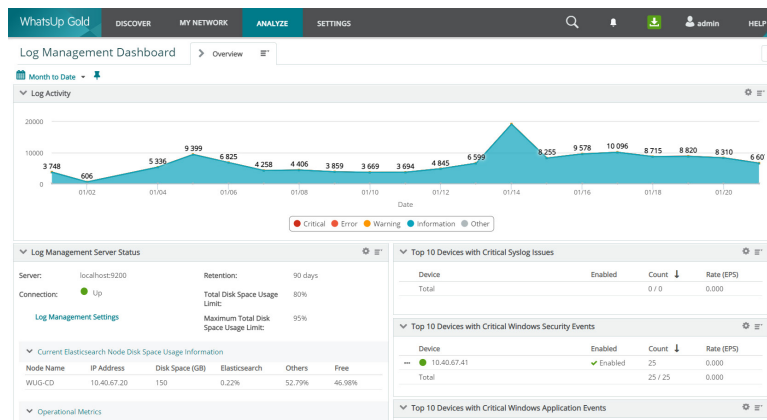 WhatsUp Gold DISCOVER MY NETWORK ANALYZE SETTINGS admin HELP
Log Management Dashboard Overview
Month to Date
Log Activity
20000
10000
0
3 748 606 5 336 9 399 6 825 4 258 4 406 3 859 3 669 3 694 4 845 6 599 8 255 9 578 10 096 8 715 8 820 8 310 6 60
01/02 01/04 01/06 01/08 01/10 01/12 01/14 01/16 01/18 01/20
Date
Critical Error Warning Information Other
Log Management Server Status
Server: localhost:9200 Retention: 90 days
Connection: Up Total Disk Space Usage Limit: 80%
Log Management Settings Maximum Total Disk Space Usage Limit: 95%
Current Elasticsearch Node Disk Space Usage Information
Node Name IP Address Disk Space (GB) Elasticsearch Others Free
WUG-CD 10.40.67.20 150 0.22% 52.79% 46.98%
Operational Metrics
Top 10 Devices with Critical Syslog Issues
Device Enabled Count Rate (EPS)
Total 0 / 0 0.000
Top 10 Devices with Critical Windows Security Events
Device Enabled Count Rate (EPS)
10.40.67.41 Enabled 25 0.000
Total 25 / 25 0.000
Top 10 Devices with Critical Windows Application Events